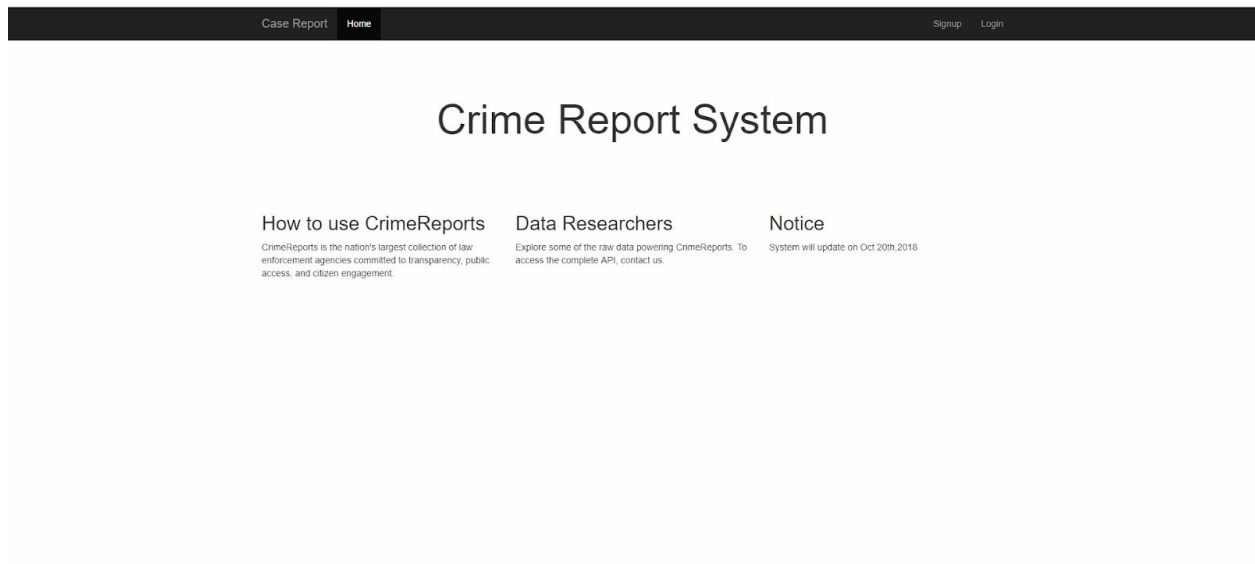 Case Report Home Signup Login
Crime Report System
How to use CrimeReports
CrimeReports is the nation's largest collection of law
enforcement agencies committed to transparency, public
access, and citizen engagement.
Data Researchers
Explore some of the raw data powering CrimeReports. To
access the complete API, contact us.
Notice
System will update on Oct 20th,2018